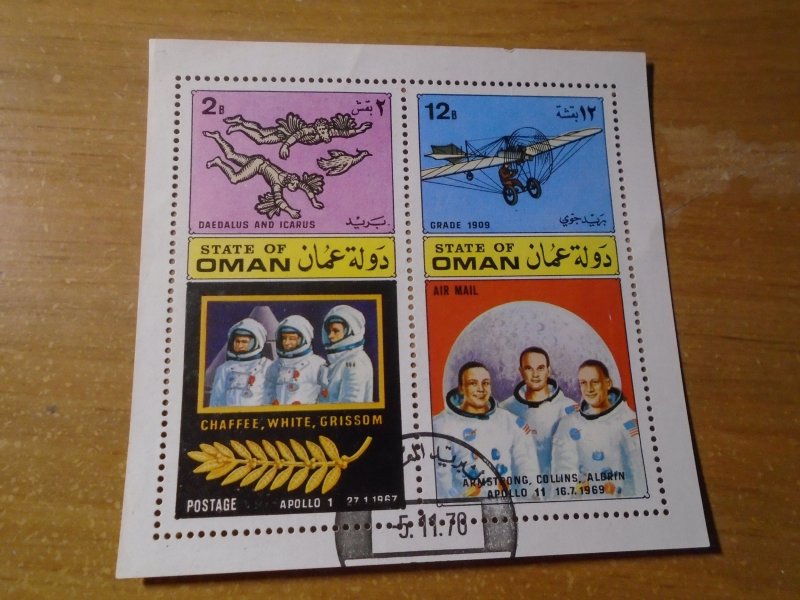 2B ٢ بقش
DAEDALUS AND ICARUS بريد
STATE OF
OMAN دولة عمان
CHAFFEE, WHITE, GRISSOM
POSTAGE APOLLO 1 27.1.1967
12B ١٢ بقشة
GRADE 1909 بريد جوي
STATE OF
OMAN دولة عمان
AIR MAIL
ARMSTRONG, COLLINS, ALDRIN
APOLLO 11 16.7.1969
5.11.70